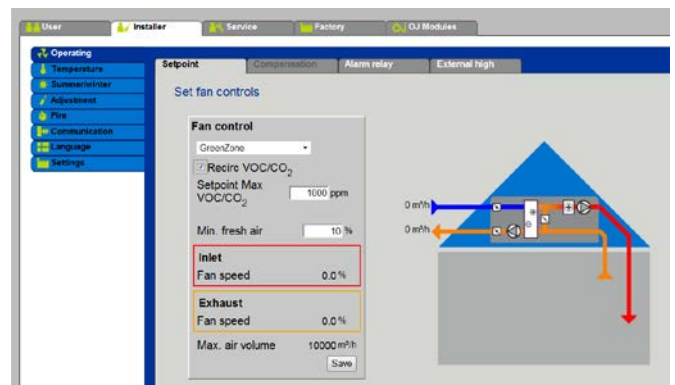 User Installer Service Factory OJ Modules
Operating
Temperature
Summer/winter
Adjustment
Fire
Communication
Language
Settings
Setpoint Compensation Alarm relay External high
Set fan controls
Fan control
GreenZone
Recirc VOC/CO2
Setpoint Max
VOC/CO2
1000 ppm
Min. fresh air 10 %
Inlet
Fan speed 0.0 %
Exhaust
Fan speed 0.0 %
Max. air volume 10000 m³/h
Save
0 m³/h
0 m³/h